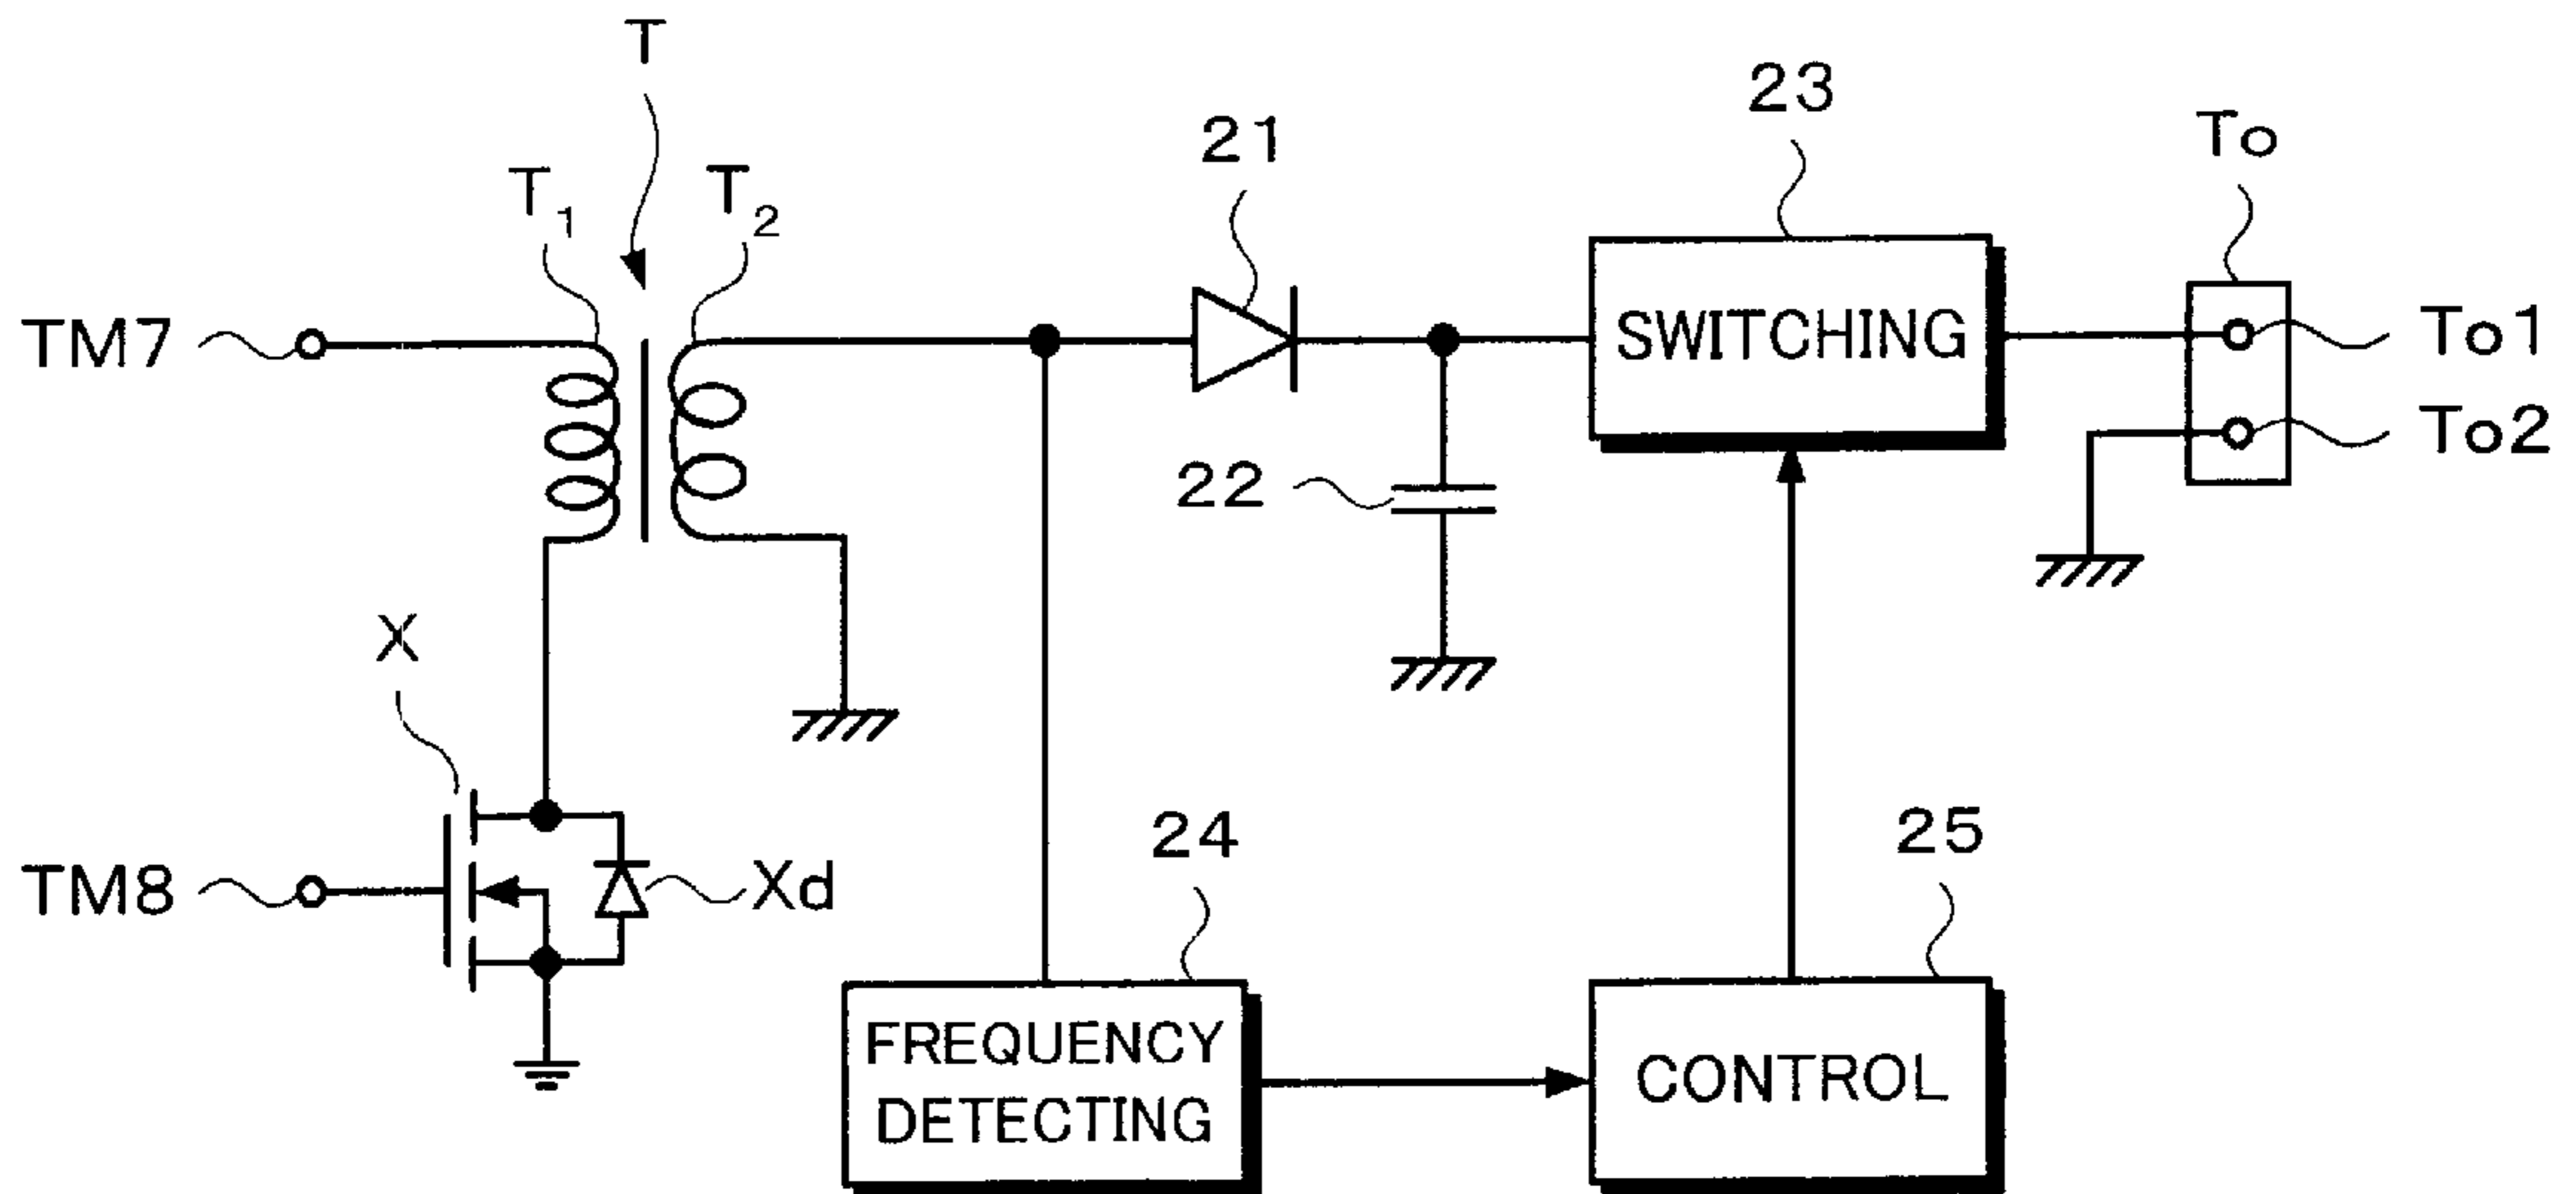 T
23
21
To
T1
T2
TM7
SWITCHING
To1
To2
22
X
24
25
TM8
Xd
FREQUENCY
DETECTING
CONTROL